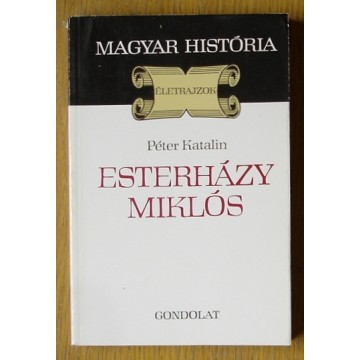 MAGYAR HISTÓRIA
ÉLETRAJZOK
Péter Katalin
ESTERHÁZY
MIKLÓS
GONDOLAT